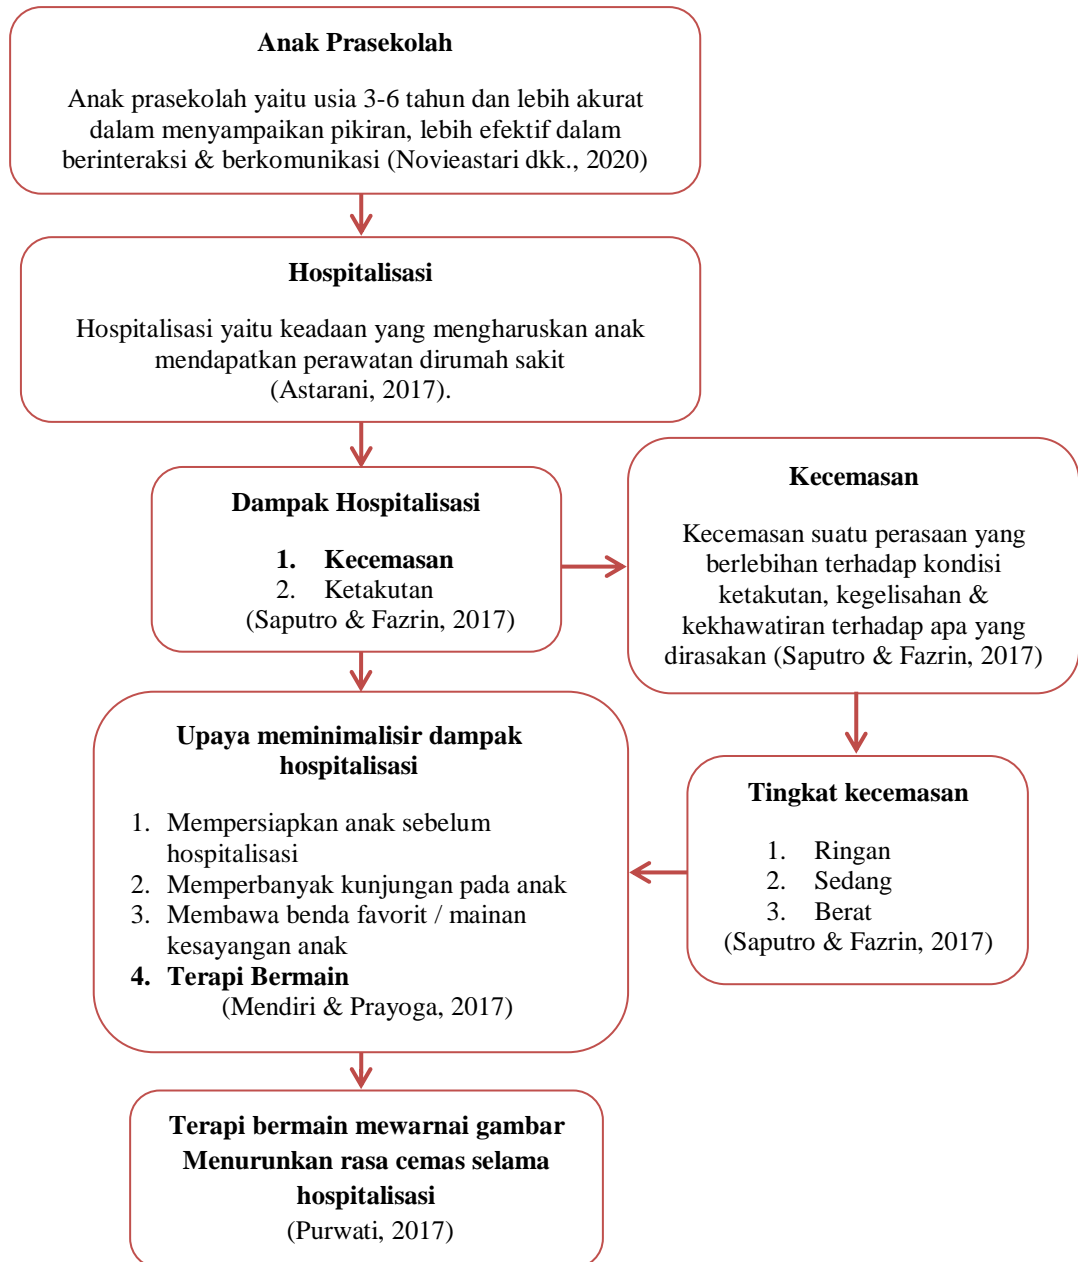 Anak Prasekolah
Anak prasekolah yaitu usia 3-6 tahun dan lebih akurat
dalam menyampaikan pikiran, lebih efektif dalam
berinteraksi & berkomunikasi (Novieastari dkk., 2020)
Hospitalisasi
Hospitalisasi yaitu keadaan yang mengharuskan anak
mendapatkan perawatan dirumah sakit
(Astarani, 2017).
Dampak Hospitalisasi
1. Kecemasan
2. Ketakutan
(Saputro & Fazrin, 2017)
Kecemasan
Kecemasan suatu perasaan yang
berlebihan terhadap kondisi
ketakutan, kegelisahan &
kekhawatiran terhadap apa yang
dirasakan (Saputro & Fazrin, 2017)
Upaya meminimalisir dampak
hospitalisasi
1. Mempersiapkan anak sebelum
hospitalisasi
2. Memperbanyak kunjungan pada anak
3. Membawa benda favorit / mainan
kesayangan anak
4. Terapi Bermain
(Mendiri & Prayoga, 2017)
Tingkat kecemasan
1. Ringan
2. Sedang
3. Berat
(Saputro & Fazrin, 2017)
Terapi bermain mewarnai gambar
Menurunkan rasa cemas selama
hospitalisasi
(Purwati, 2017)